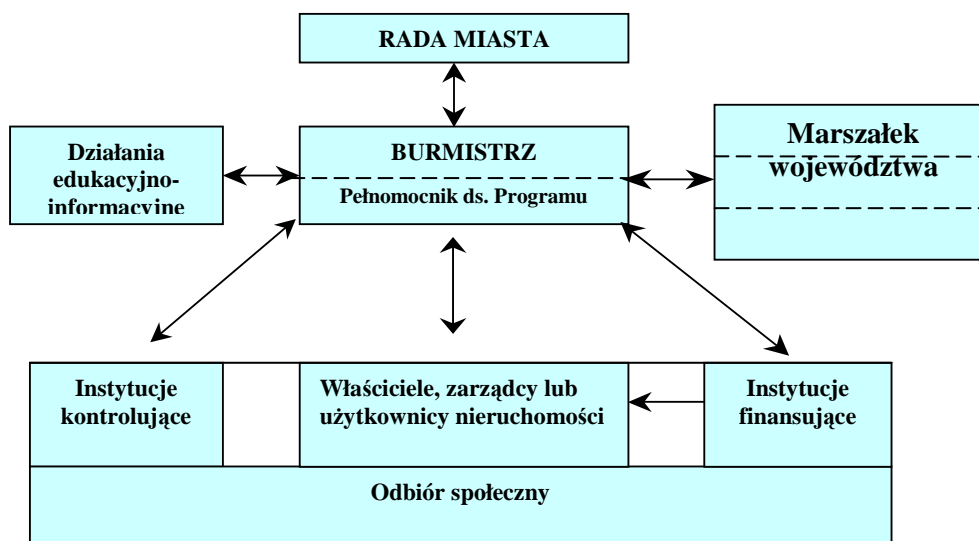 RADA MIASTA
Działania
edukacyjno-
informacyjne
BURMISTRZ
Pełnomocnik ds. Programu
Marszałek
województwa
Instytucje
kontrolujące
Właściciele, zarządcy lub
użytkownicy nieruchomości
Instytucje
finansujące
Odbiór społeczny